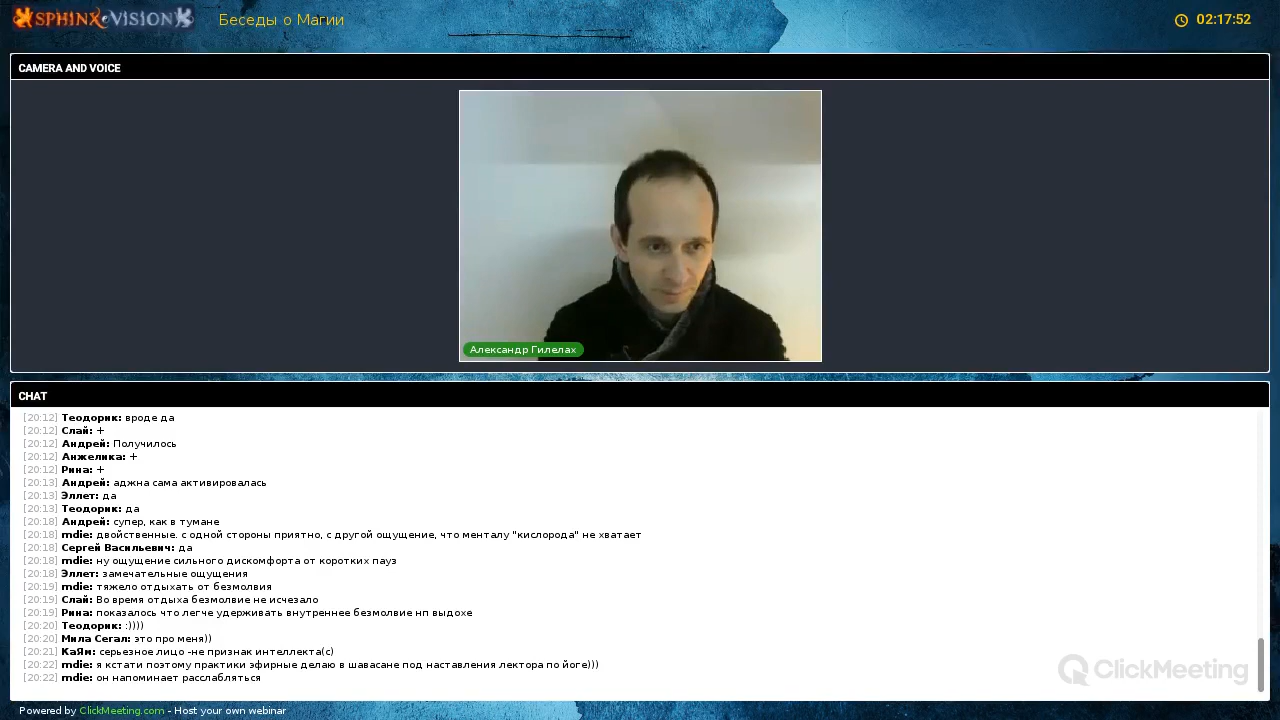 SPHINX VISION
Беседы о Магии
02:17:52
CAMERA AND VOICE
Александр Гилелах
CHAT
[20:12] Теодорик: вроде да
[20:12] Слай: +
[20:12] Андрей: Получилось
[20:12] Анжелика: +
[20:12] Рина: +
[20:13] Андрей: аджна сама активировалась
[20:13] Эллет: да
[20:13] Теодорик: да
[20:18] Андрей: супер, как в тумане
[20:18] mdie: двойственные. с одной стороны приятно, с другой ощущение, что менталу "кислорода" не хватает
[20:18] Сергей Васильевич: да
[20:18] mdie: ну ощущение сильного дискомфорта от коротких пауз
[20:18] Эллет: замечательные ощущения
[20:19] mdie: тяжело отдыхать от безмолвия
[20:19] Слай: Во время отдыха безмолвие не исчезало
[20:19] Рина: показалось что легче удерживать внутреннее безмолвие нп выдохе
[20:20] Теодорик: :))))
[20:20] Мила Сегал: это про меня))
[20:21] КаЯн: серьезное лицо -не признак интеллекта(с)
[20:22] mdie: я кстати поэтому практики эфирные делаю в шавасане под наставления лектора по йоге)))
[20:22] mdie: он напоминает расслабляться
ClickMeeting
Powered by ClickMeeting.com - Host your own webinar